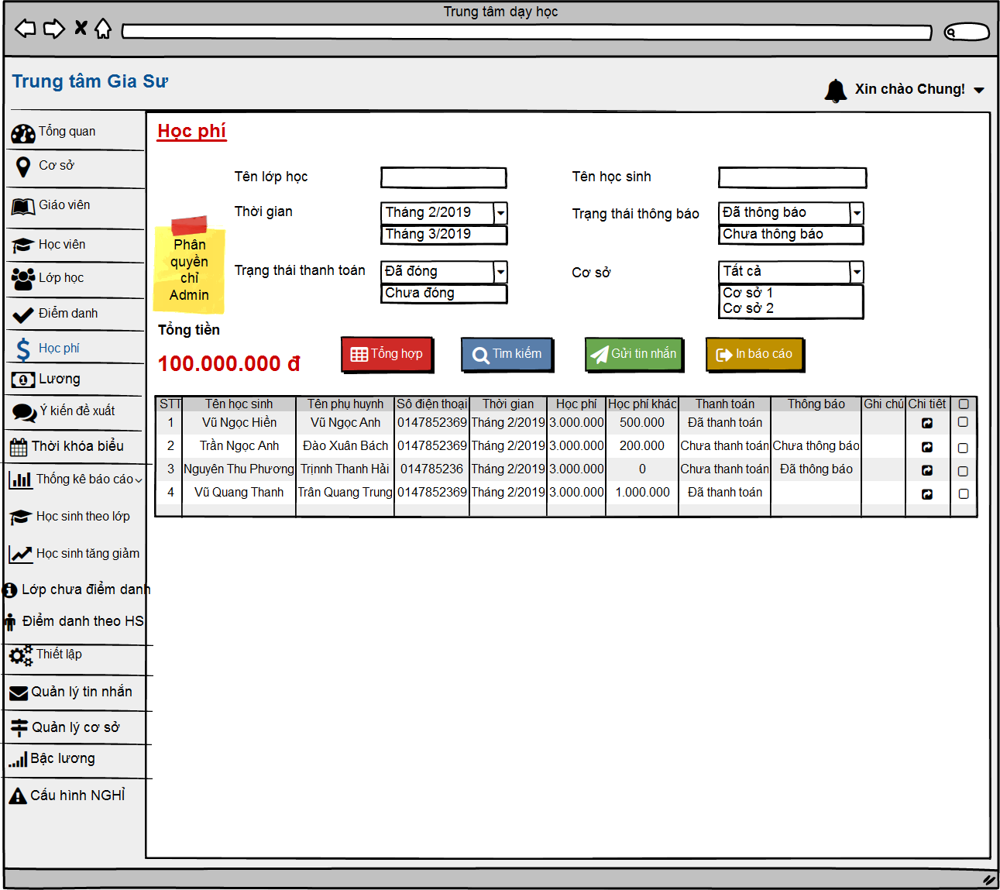 Trung tâm dạy học
Trung tâm Gia Sư
Xin chào Chung!
Tổng quan
Cơ sở
Giáo viên
Học viên
Lớp học
Điểm danh
Học phí
Lương
Ý kiến đề xuất
Thời khóa biểu
Thống kê báo cáo
Học sinh theo lớp
Học sinh tăng giảm
Lớp chưa điểm danh
Điểm danh theo HS
Thiết lập
Quản lý tin nhắn
Quản lý cơ sở
Bậc lương
Cấu hình NGHỈ
Học phí
Tên lớp học
Tên học sinh
Thời gian
Tháng 2/2019
Tháng 3/2019
Trạng thái thông báo
Đã thông báo
Chưa thông báo
Phân
quyền
chỉ
Admin
Trạng thái thanh toán
Đã đóng
Chưa đóng
Cơ sở
Tất cả
Cơ sở 1
Cơ sở 2
Tổng tiền
100.000.000 đ
Tổng hợp
Tìm kiếm
Gửi tin nhắn
In báo cáo
STT Tên học sinh Tên phụ huynh Số điện thoại Thời gian Học phí Học phí khác Thanh toán Thông báo Ghi chú Chi tiết
1 Vũ Ngọc Hiền Vũ Ngọc Anh 0147852369 Tháng 2/2019 3.000.000 500.000 Đã thanh toán
2 Trần Ngọc Anh Đào Xuân Bách 0147852369 Tháng 2/2019 3.000.000 200.000 Chưa thanh toán Chưa thông báo
3 Nguyên Thu Phương Trịnnh Thanh Hải 014785236 Tháng 2/2019 3.000.000 0 Chưa thanh toán Đã thông báo
4 Vũ Quang Thanh Trân Quang Trung 0147852369 Tháng 2/2019 3.000.000 1.000.000 Đã thanh toán